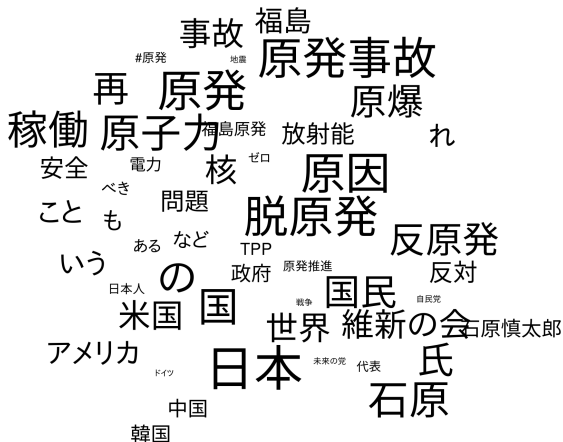 事故 福島
#原発 地震 原発事故
再 原発 原爆
稼働 原子力 福島原発 放射能 れ
安全 電力 核 ゼロ 原因
べき 問題
こと も 脱原発 反原発
いう ある など TPP
の 政府 原発推進 反対
日本人 国 国民 自民党
米国 戦争
世界 維新の会 石原慎太郎
アメリカ 日本 未来の党 代表 氏
ドイツ
中国 石原
韓国